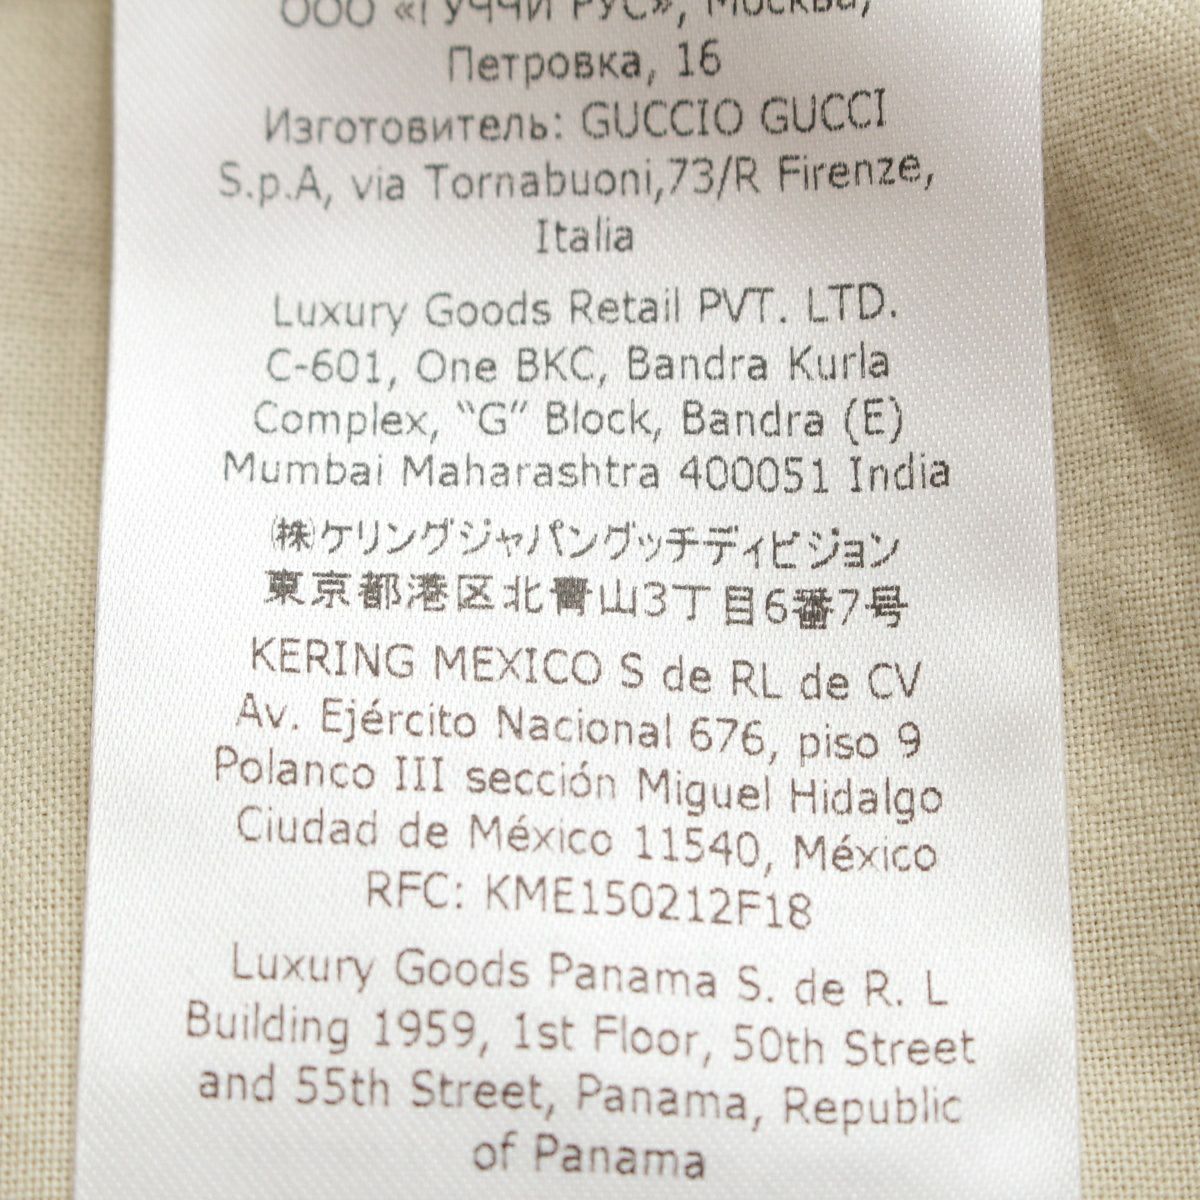 ООО «ГУЧЧИ РУС», Москва,
Петровка, 16
Изготовитель: GUCCIO GUCCI
S.p.A, via Tornabuoni,73/R Firenze,
Italia
Luxury Goods Retail PVT. LTD.
C-601, One BKC, Bandra Kurla
Complex, “G” Block, Bandra (E)
Mumbai Maharashtra 400051 India
㈱ケリングジャパングッチディビジョン
東京都港区北青山3丁目6番7号
KERING MEXICO S de RL de CV
Av. Ejército Nacional 676, piso 9
Polanco III sección Miguel Hidalgo
Ciudad de México 11540, México
RFC: KME150212F18
Luxury Goods Panama S. de R. L
Building 1959, 1st Floor, 50th Street
and 55th Street, Panama, Republic
of Panama